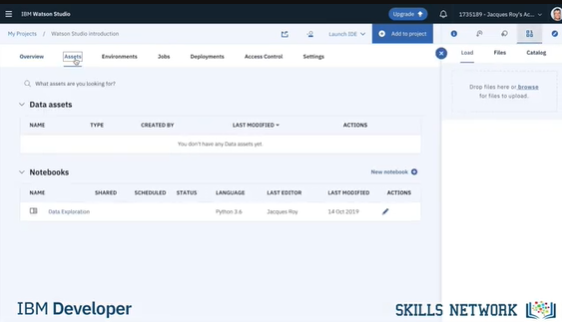 IBM Watson Studio
Upgrade
1735189 - Jacques Roy's Ac...
My Projects / Watson Studio introduction
Launch IDE
Add to project
Overview
Assets
Environments
Jobs
Deployments
Access Control
Settings
Load
Files
Catalog
What assets are you looking for?
Drop files here or browse
for files to upload.
Data assets
NAME TYPE CREATED BY LAST MODIFIED ACTIONS
You don't have any Data assets yet
Notebooks
New notebook
NAME SHARED SCHEDULED STATUS LANGUAGE LAST EDITOR LAST MODIFIED ACTIONS
Data Exploration Python 3.6 Jacques Roy 14 Oct 2019
IBM Developer
SKILLS NETWORK